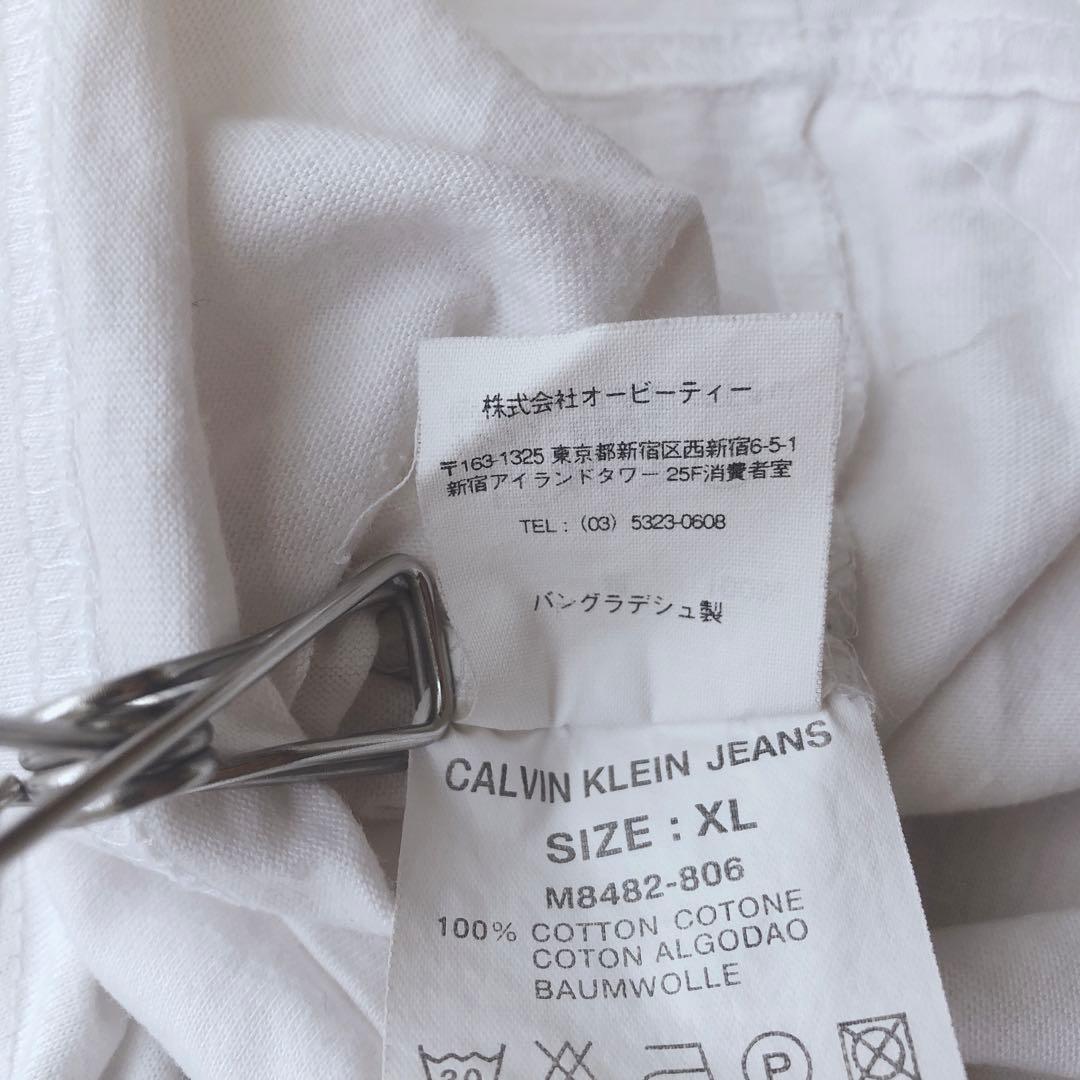 株式会社オービーティー
〒163-1325 東京都新宿区西新宿6-5-1
新宿アイランドタワー 25F消費者室
TEL : (03) 5323-0608
バングラデシュ製
CALVIN KLEIN JEANS
SIZE : XL
M8482-806
100% COTTON COTONE
COTON ALGODAO
BAUMWOLLE
P